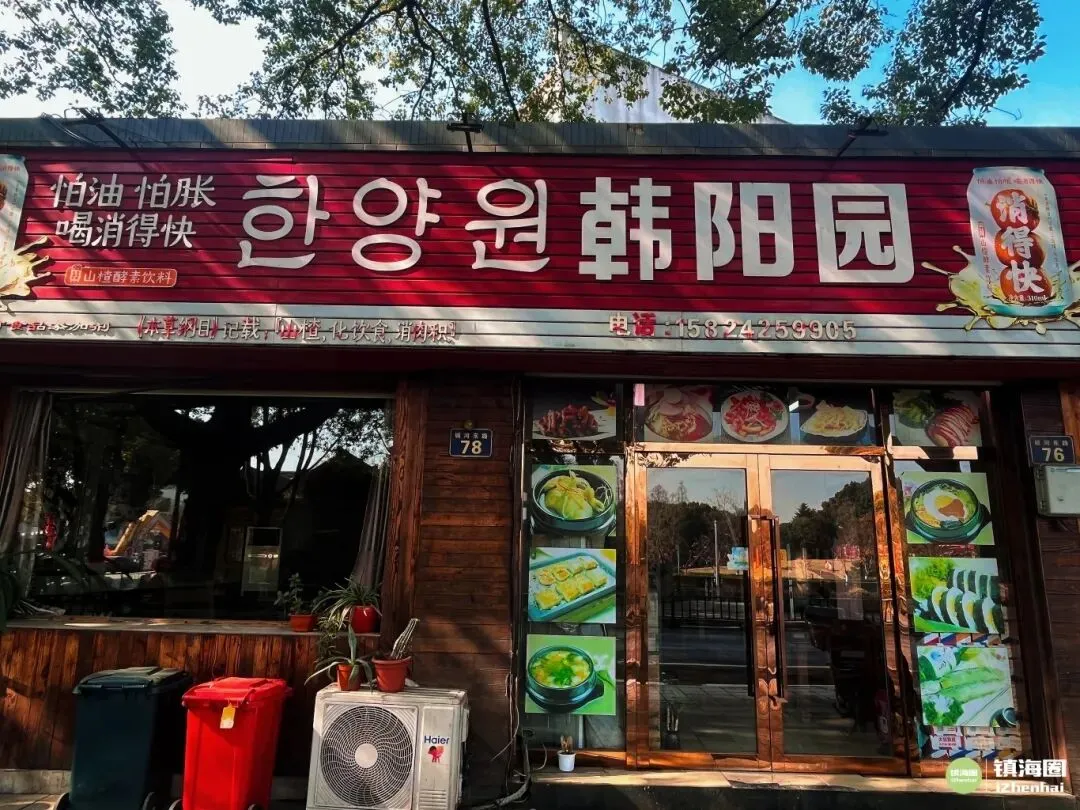 怕油 怕胀
喝消得快
山楂酵素饮料
한양원 韩阳园
消得快
《本草纲目》记载,「山楂,化饮食,消肉积」
电话:15824259905
78
76
Haier
镇海圈
izhenhai